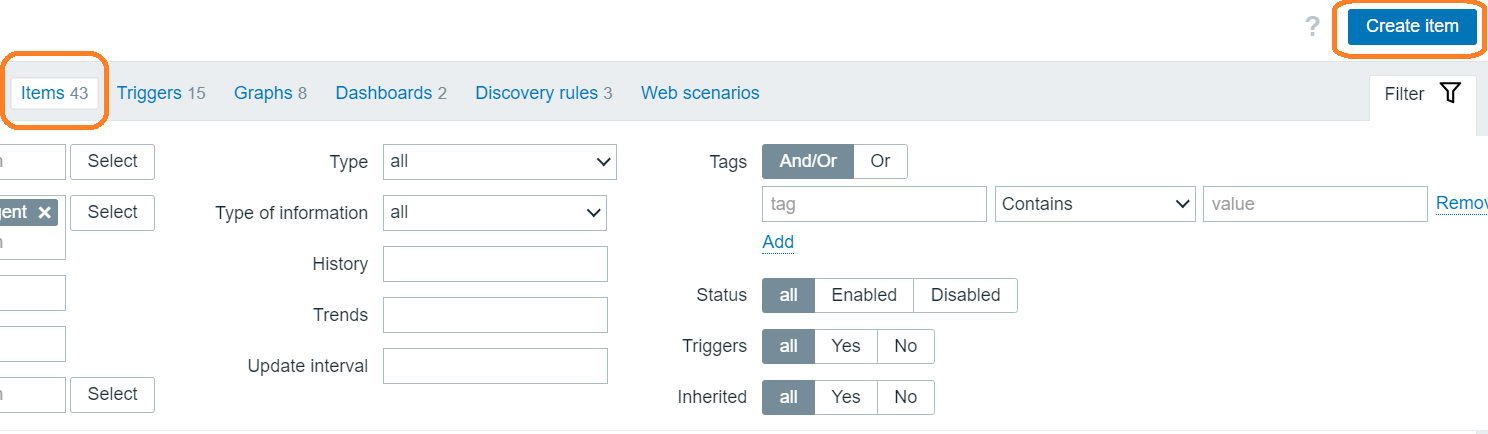 ? Create item
Items 43 Triggers 15 Graphs 8 Dashboards 2 Discovery rules 3 Web scenarios Filter
Select Type all Tags And/Or Or
Select Type of information all tag Contains value
Add
History
Status all Enabled Disabled
Trends
Triggers all Yes No
Update interval
Select Inherited all Yes No